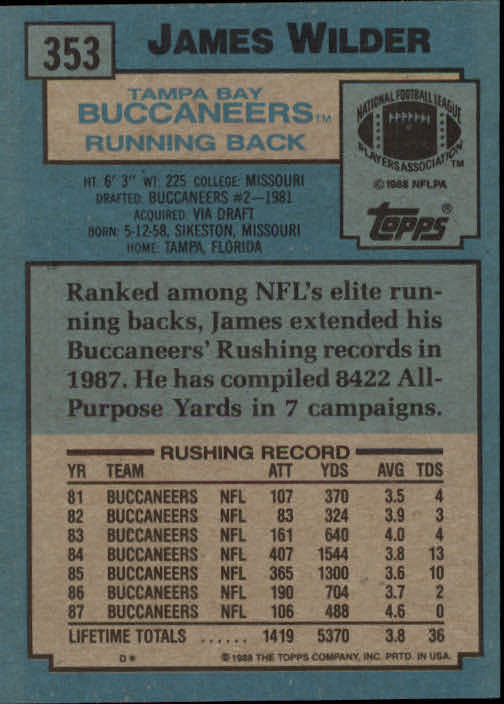 353
JAMES WILDER
TAMPA BAY
BUCCANEERS™
RUNNING BACK
NATIONAL FOOTBALL LEAGUE
PLAYERS ASSOCIATION™
©1988 NFLPA
HT: 6' 3" WT: 225 COLLEGE: MISSOURI
DRAFTED: BUCCANEERS #2—1981
ACQUIRED: VIA DRAFT
BORN: 5-12-58, SIKESTON, MISSOURI
HOME: TAMPA, FLORIDA
topps®
Ranked among NFL's elite run-
ning backs, James extended his
Buccaneers' Rushing records in
1987. He has compiled 8422 All-
Purpose Yards in 7 campaigns.
RUSHING RECORD
YR TEAM ATT YDS AVG TDS
81 BUCCANEERS NFL 107 370 3.5 4
82 BUCCANEERS NFL 83 324 3.9 3
83 BUCCANEERS NFL 161 640 4.0 4
84 BUCCANEERS NFL 407 1544 3.8 13
85 BUCCANEERS NFL 365 1300 3.6 10
86 BUCCANEERS NFL 190 704 3.7 2
87 BUCCANEERS NFL 106 488 4.6 0
LIFETIME TOTALS ...... 1419 5370 3.8 36
D* ©1988 THE TOPPS COMPANY, INC. PRTD. IN USA.